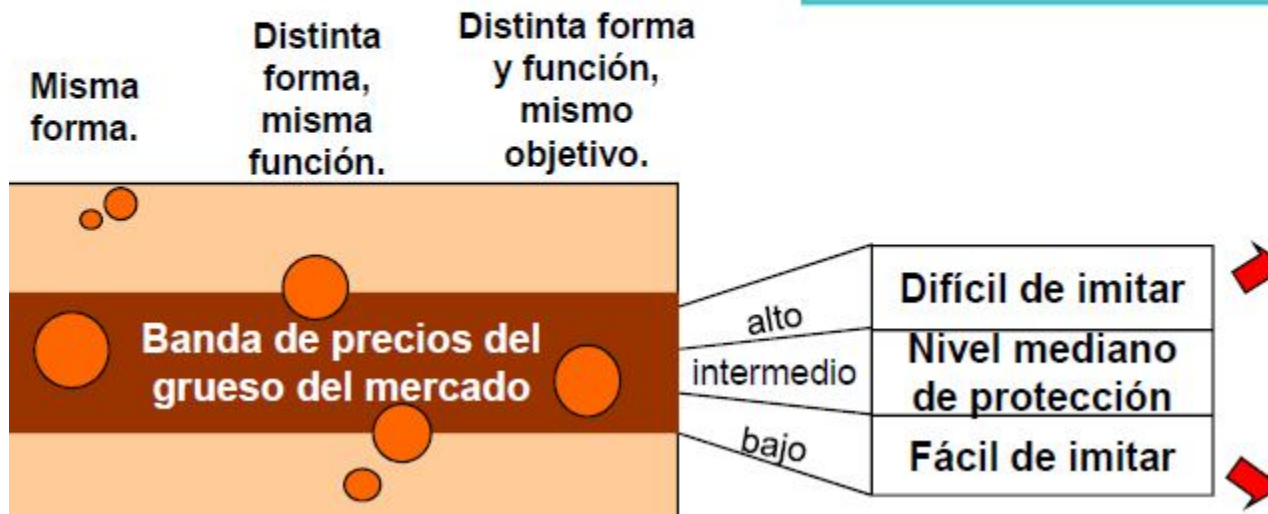 Misma
forma.
Distinta
forma,
misma
función.
Distinta forma
y función,
mismo
objetivo.
Banda de precios del
grueso del mercado
alto
intermedio
bajo
Difícil de imitar
Nivel mediano
de protección
Fácil de imitar